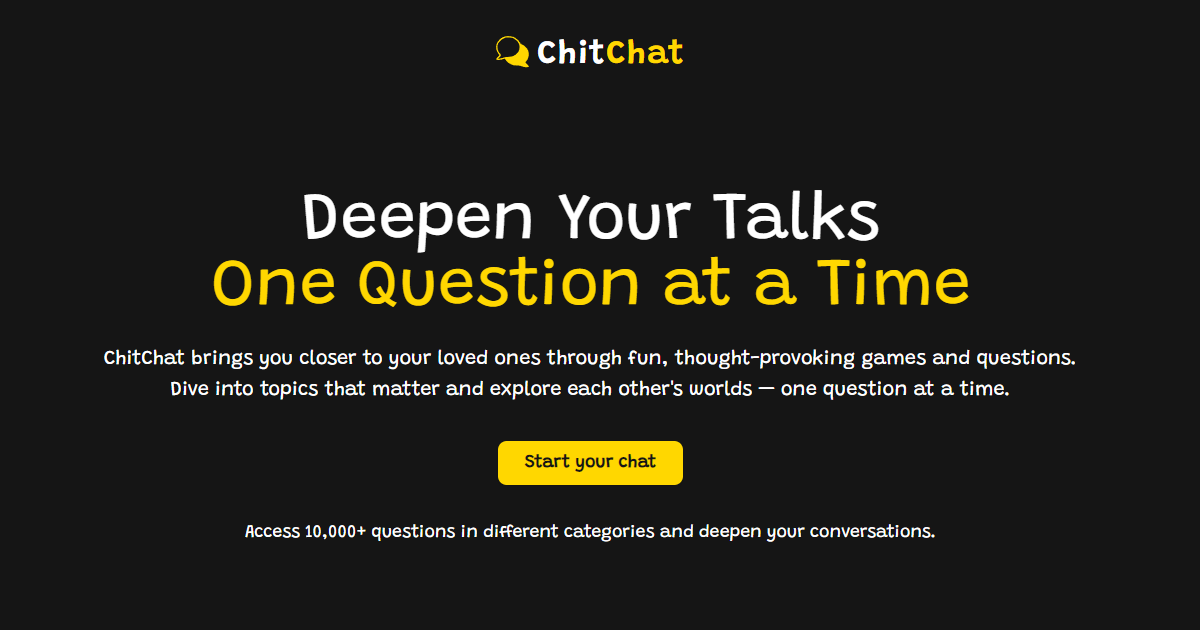 ChitChat
Deepen Your Talks
One Question at a Time
ChitChat brings you closer to your loved ones through fun, thought-provoking games and questions.
Dive into topics that matter and explore each other's worlds — one question at a time.
Start your chat
Access 10,000+ questions in different categories and deepen your conversations.